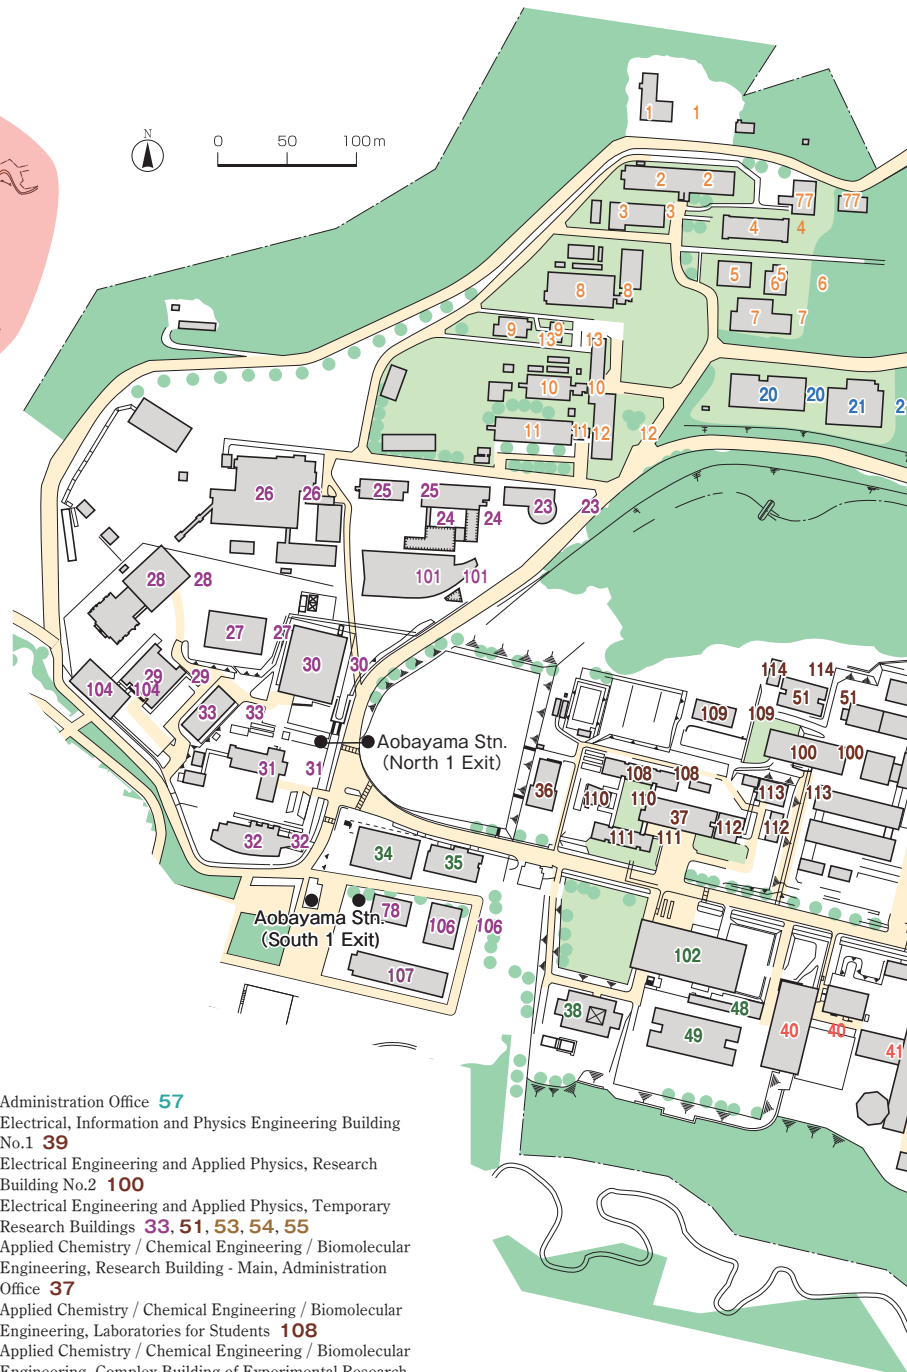 N
0 50 100m
1 1
2 2
77 77
3 3
4 4
5 5
6 6
8 8
7 7
9 9
13 13
10 10
20 20
21 2
11 11 12 12
26 26
25 25
23 23
24 24
101 101
28 28
27 27
30 30
29 29
104 104
114 114
51 51
33 33
109 109
Aobayama Stn.
(North 1 Exit)
100 100
31 31
108 108
36
110 110
113 113
37
112 112
111 111
32 32
34
35
Aobayama Stn.
(South 1 Exit)
78
106 106
102
107
38
48
49
40 40
41
Administration Office 57
Electrical, Information and Physics Engineering Building
No.1 39
Electrical Engineering and Applied Physics, Research
Building No.2 100
Electrical Engineering and Applied Physics, Temporary
Research Buildings 33, 51, 53, 54, 55
Applied Chemistry / Chemical Engineering / Biomolecular
Engineering, Research Building - Main, Administration
Office 37
Applied Chemistry / Chemical Engineering / Biomolecular
Engineering, Laboratories for Students 108
Applied Chemistry / Chemical Engineering / Biomolecular
Engineering, Complex Building of Experimental Research